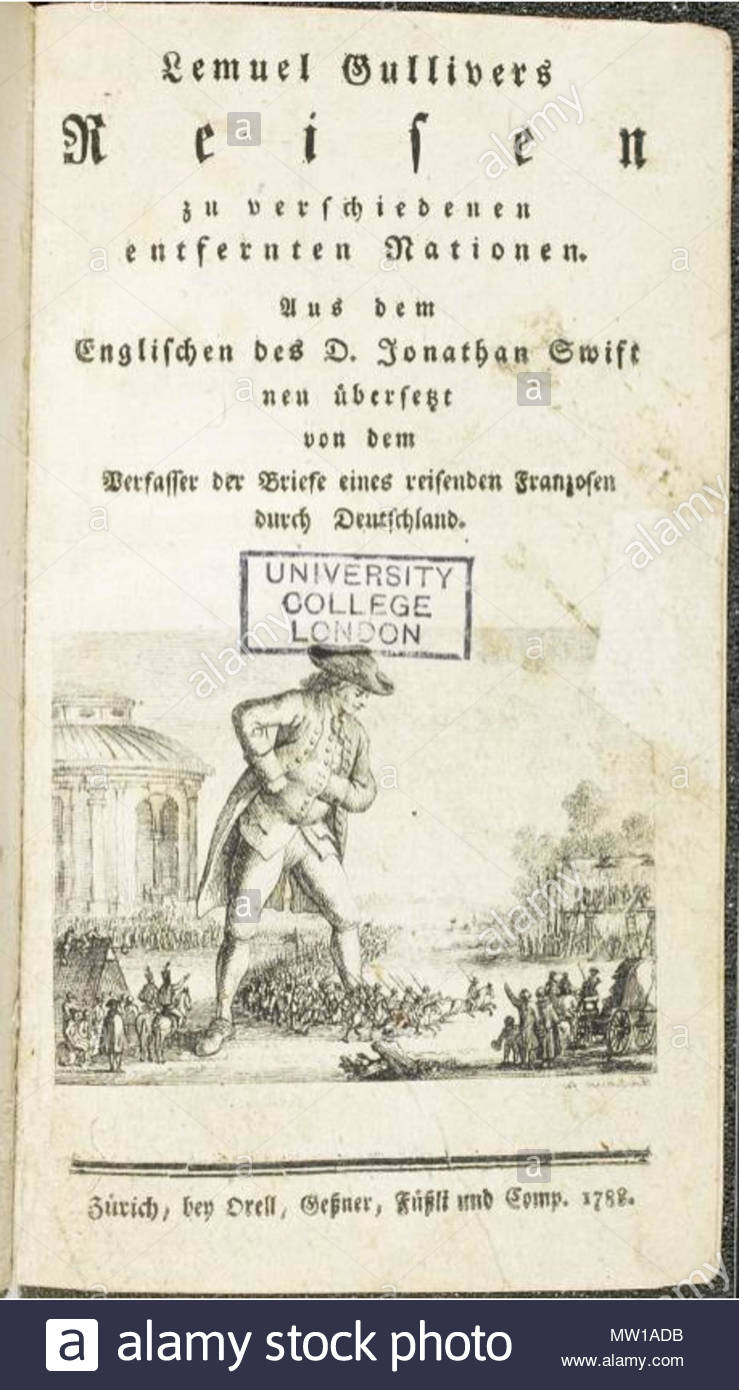 Lemuel Gullivers
Reisen
zu verschiedenen
entfernten Nationen.
Aus dem
Englischen des D. Jonathan Swift
neu übersetzt
von dem
Verfasser der Briefe eines reisenden Franzosen
durch Deutschland.
UNIVERSITY
COLLEGE
LONDON
Zürich, bey Orell, Geßner, Füßli und Comp. 1788.
a alamy stock photo
MW1ADB
www.alamy.com